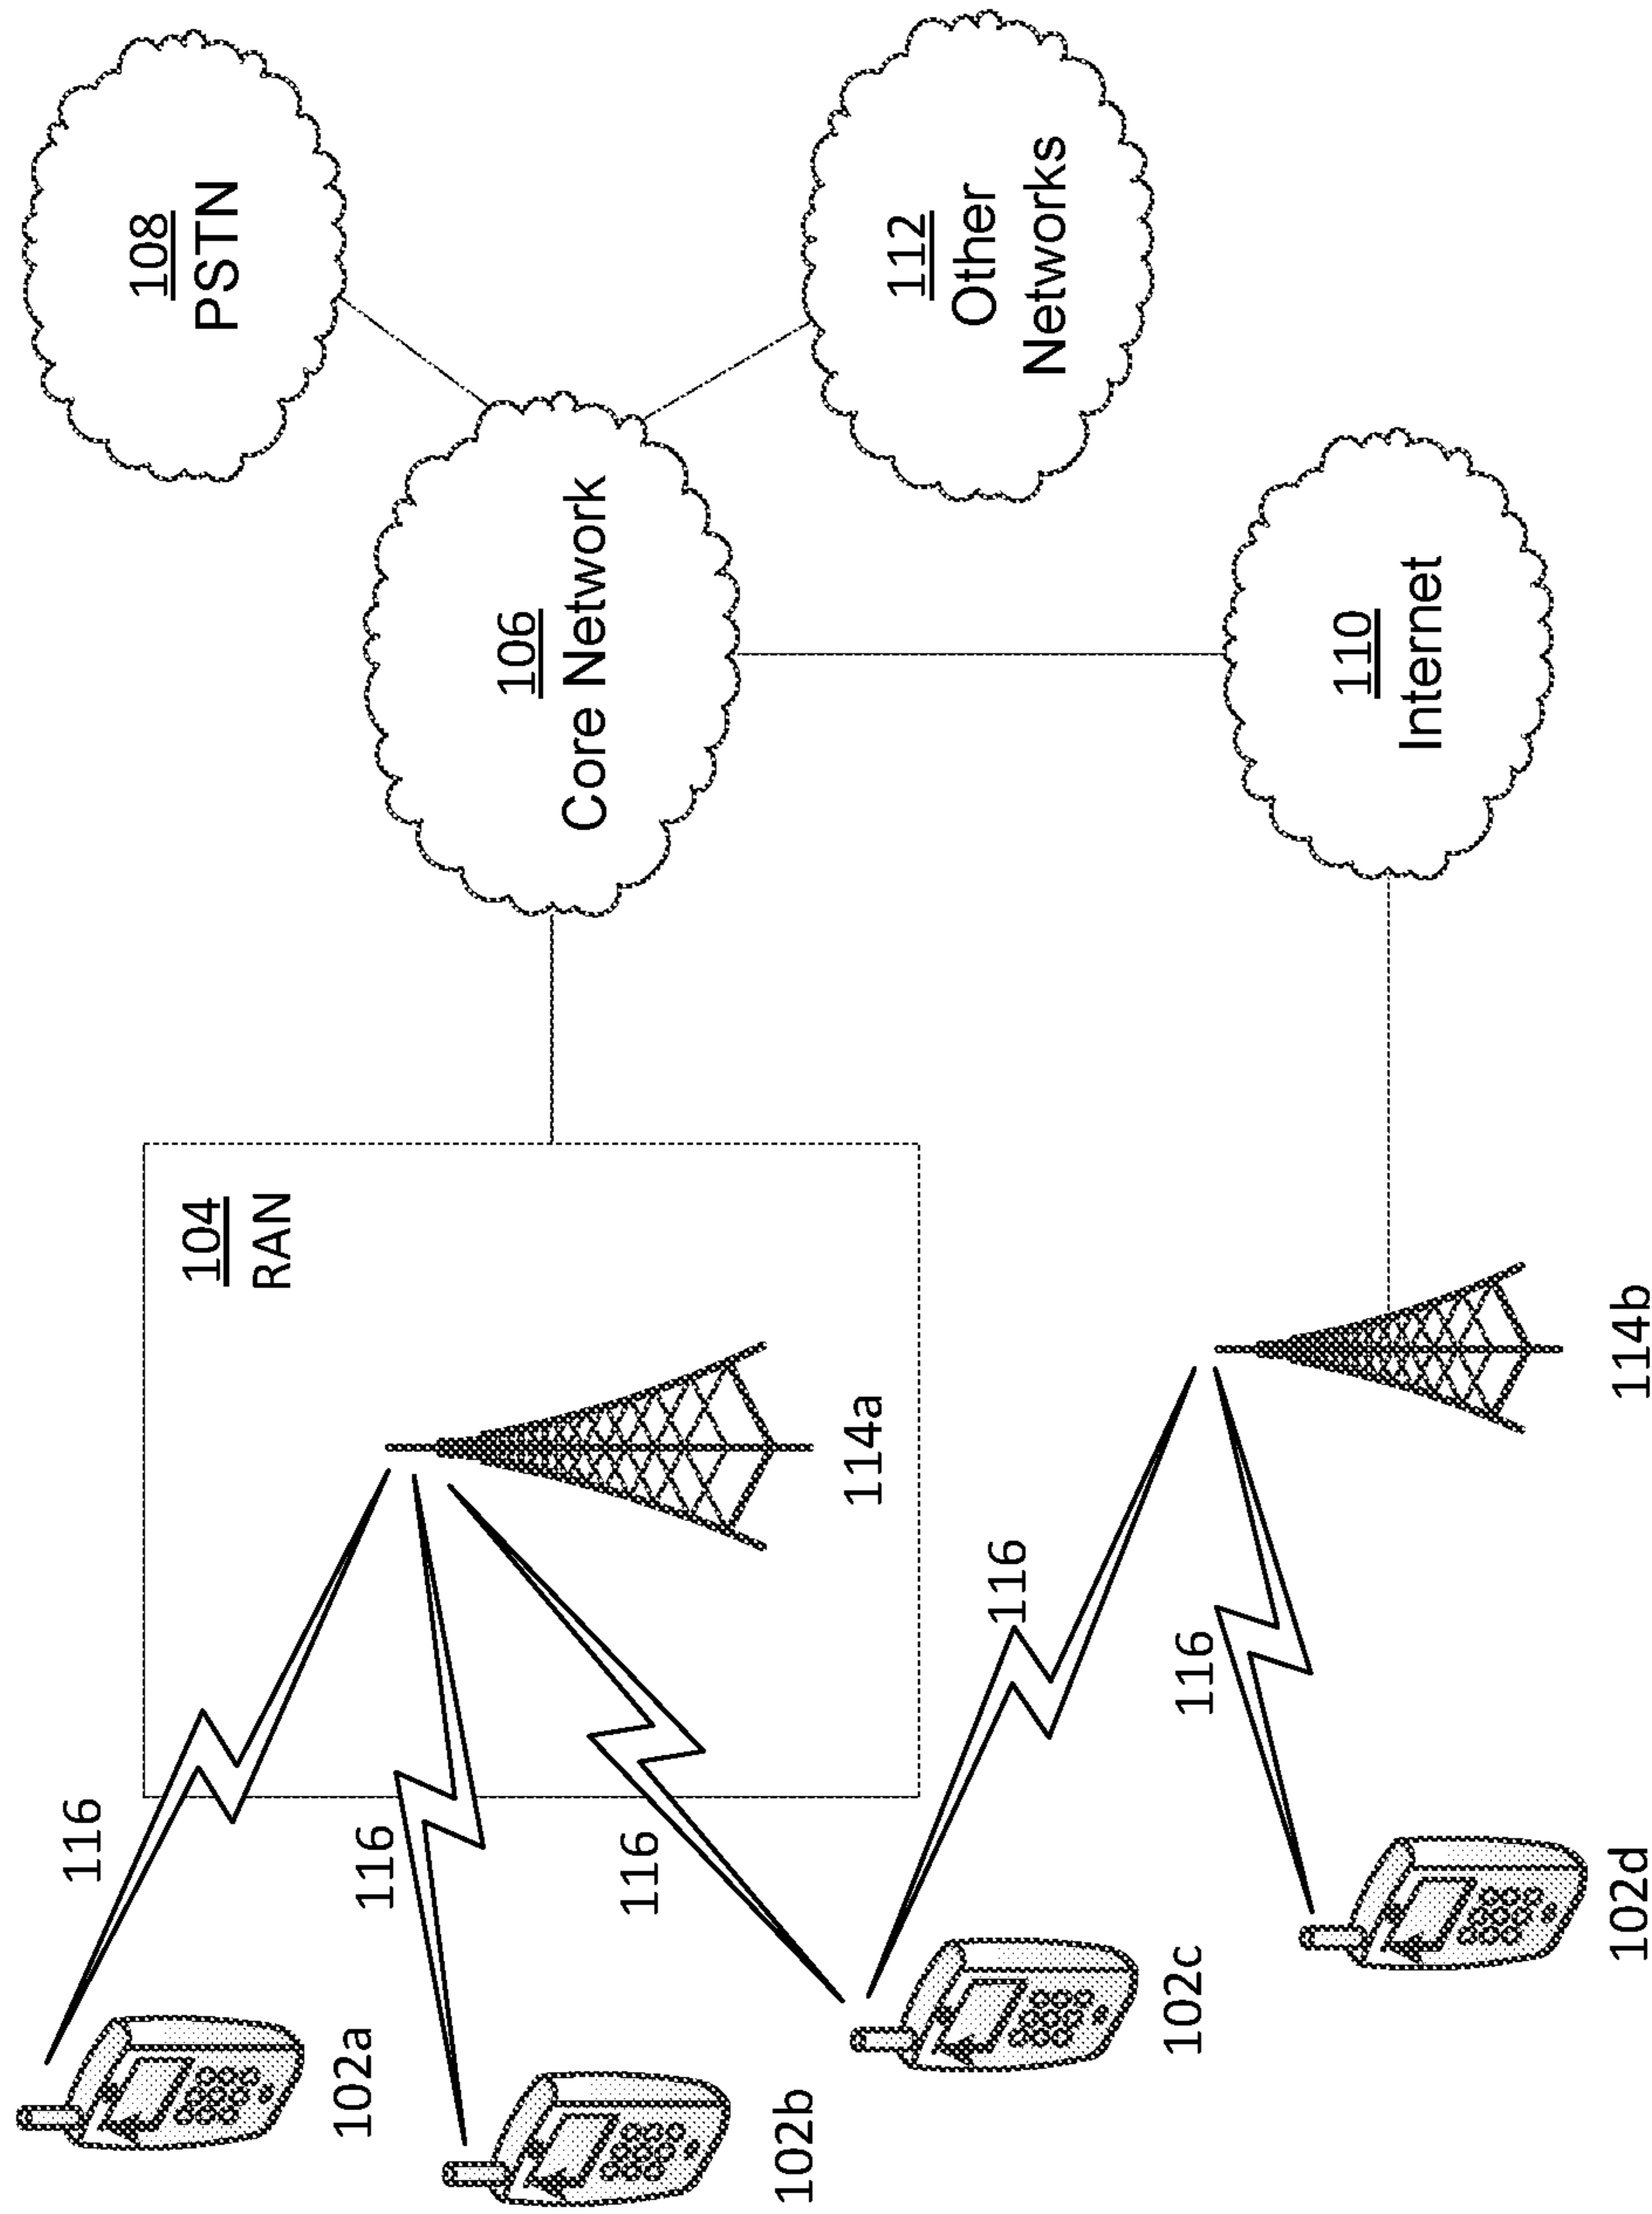 116
108
PSTN
104
RAN
102a
116
106
Core Network
116
102b
114a
112
Other
Networks
116
102c
116
110
Internet
102d
114b